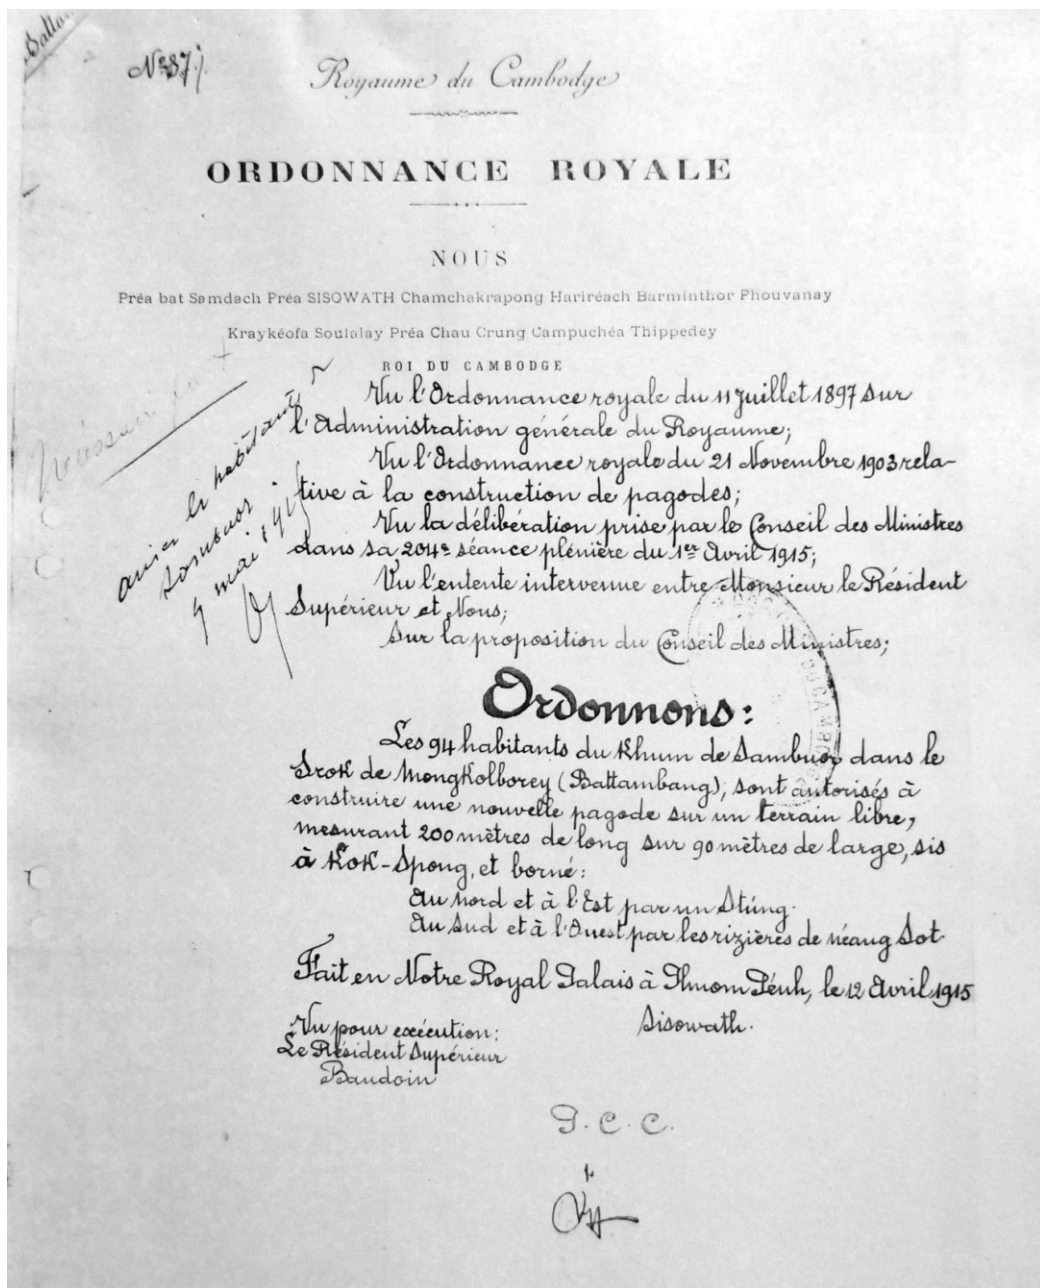 N° 87
Royaume du Cambodge
ORDONNANCE ROYALE
NOUS
Préa bat Samdach Préa SISOWATH Chamchakrapong Hariréach Barminthor Phouvanay
Kraykéofa Soulalay Préa Chau Crung Campuchéa Thippedey
ROI DU CAMBODGE
Vu l'Ordonnance royale du 11 Juillet 1897 sur
l'Administration générale du Royaume;
Vu l'Ordonnance royale du 21 Novembre 1903 rela-
tive à la construction de pagodes;
Vu la délibération prise par le Conseil des Ministres
dans sa 204e séance plénière du 1er Avril 1915;
Vu l'entente intervenue entre Monsieur le Résident
Supérieur et Nous;
Sur la proposition du Conseil des Ministres;
habitants
Sambuor
4 mai 1915
Ordonnons:
Les 94 habitants du Khum de Sambuor dans le
Srok de Mongkolborey (Battambang), sont autorisés à
construire une nouvelle pagode sur un terrain libre,
mesurant 200 mètres de long sur 90 mètres de large, sis
à Kok-Spong, et borné:
Au nord et à l'Est par un Stúng.
Au Sud et à l'Ouest par les rizières de néang Sot
Fait en Notre Royal Palais à Phnom Pénh, le 12 Avril 1915
Sisowath.
Vu pour exécution:
Le Résident Supérieur
Baudoin
P. C. C.